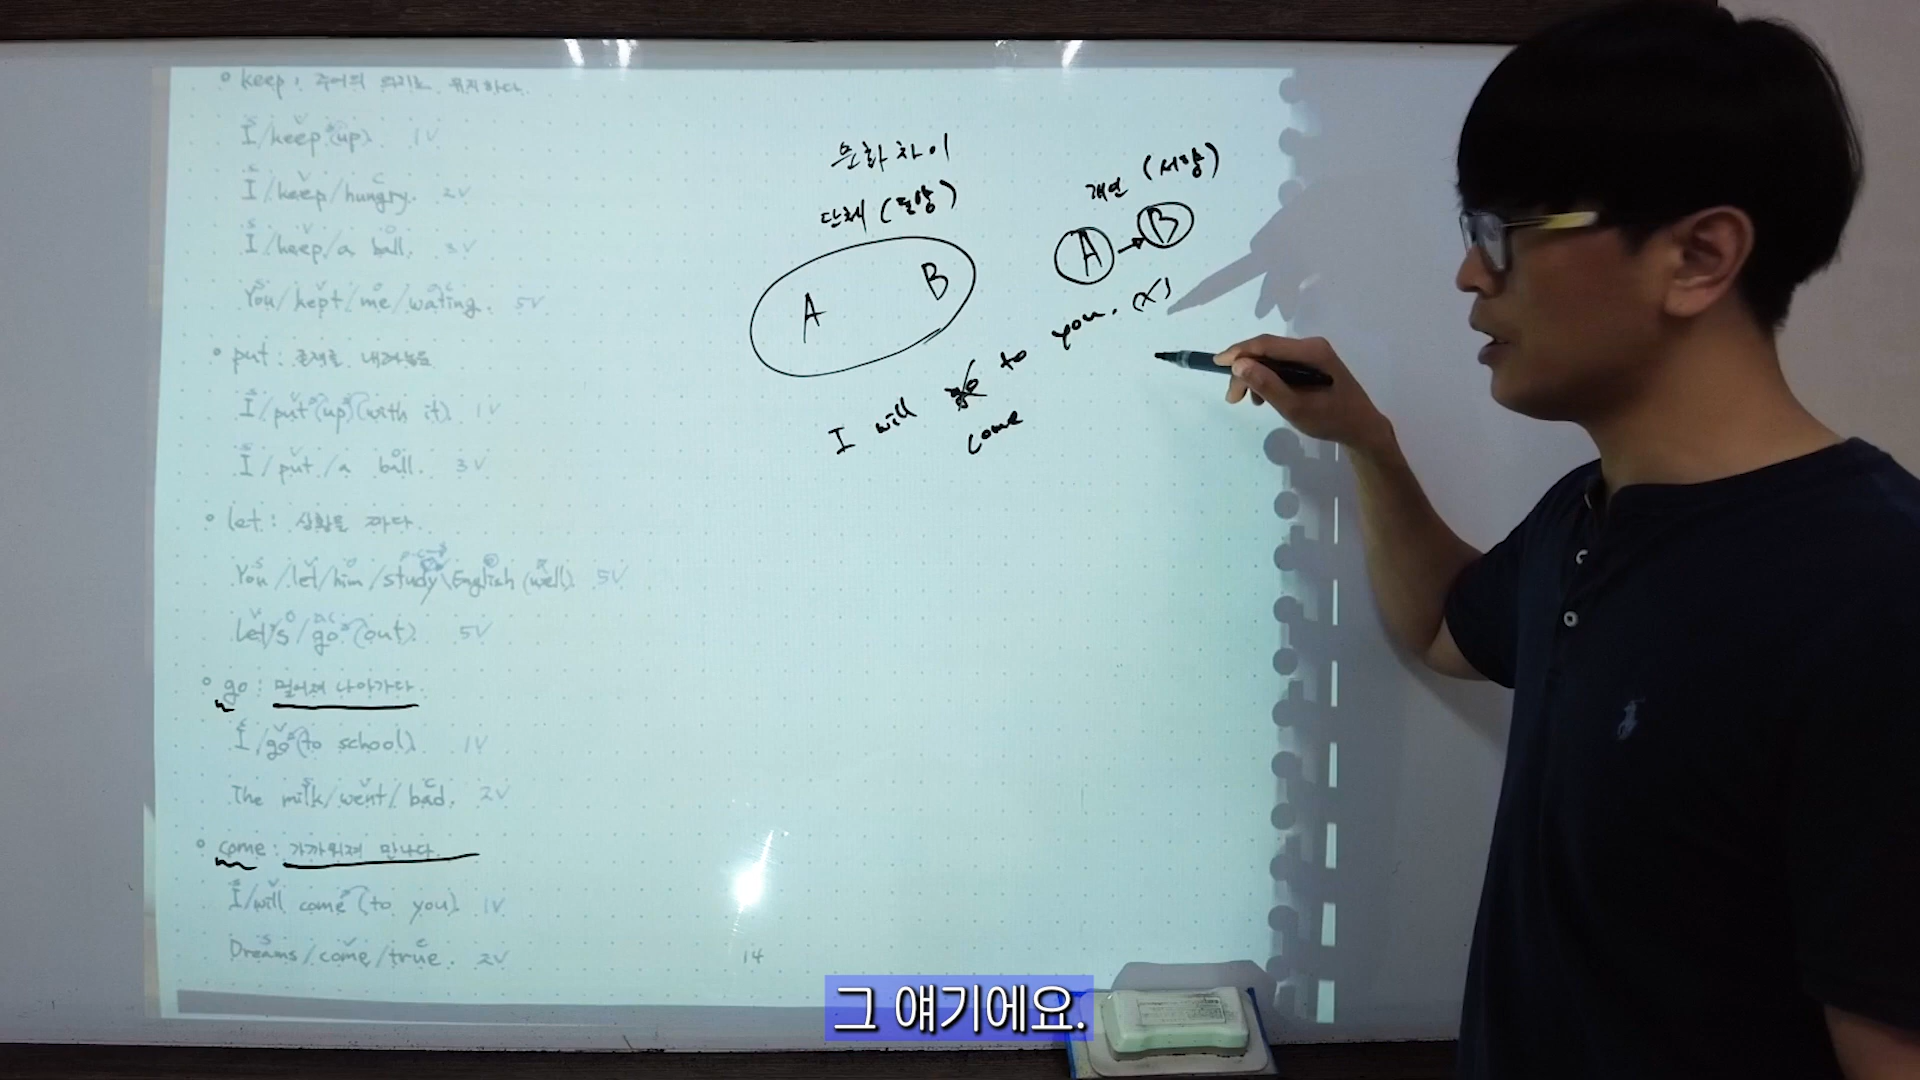 keep : 주어의 의지로 유지하다.
I / keep (up). 1V
I / keep / hungry. 2V
I / keep / a ball. 3V
You / kept / me / wating. 5V
put : 존재를 내려놓음
I / put (up) (with it). 1V
I / put / a ball. 3V
let : 상황을
You / let / him / study \ English (well). 5V
Let's / go (out). 5V
go : 멀어져 나아가다.
I / go (to school). 1V
The milk / went / bad. 2V
come : 가까워져 만나다.
I / will come (to you). 1V
Dreams / come / true. 2V
14
문화차이
단체 (동양)
A B
개인 (서양)
A → B
I will go to you. (X)
come
그 얘기에요.